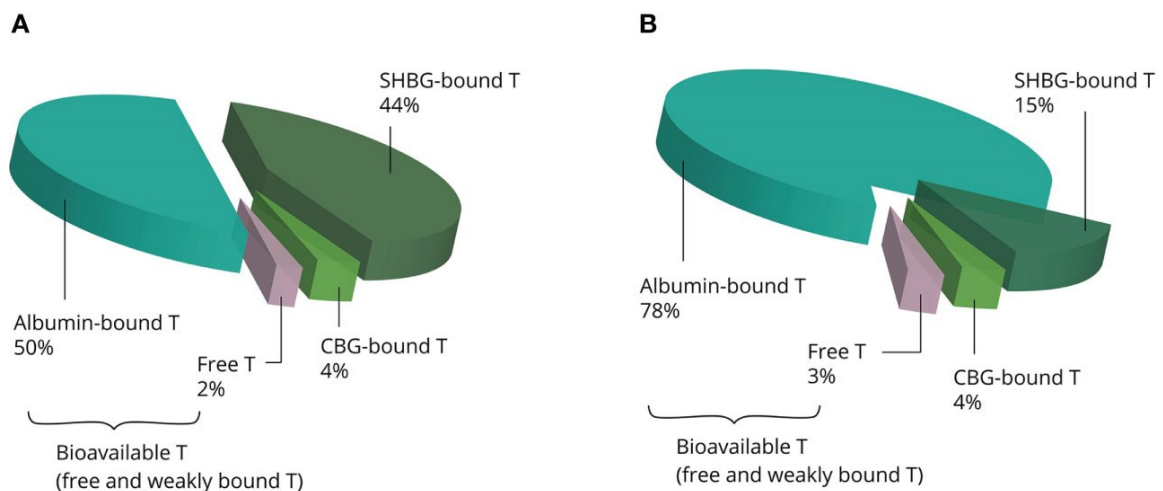 A
SHBG-bound T
44%
Albumin-bound T
50%
Free T
2%
CBG-bound T
4%
Bioavailable T
(free and weakly bound T)
B
SHBG-bound T
15%
Albumin-bound T
78%
Free T
3%
CBG-bound T
4%
Bioavailable T
(free and weakly bound T)